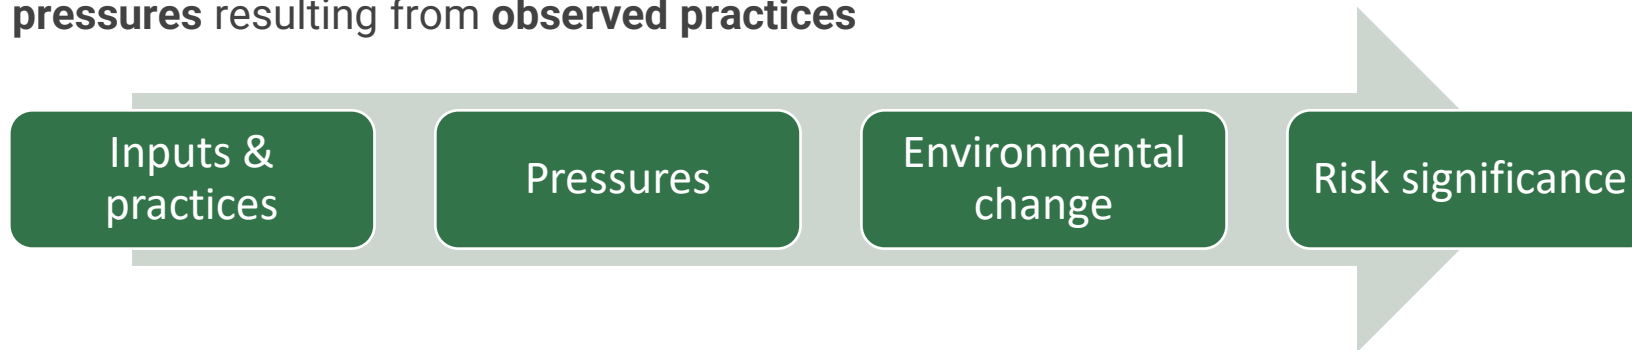 pressures resulting from observed practices
Inputs &
practices
Pressures
Environmental
change
Risk significance